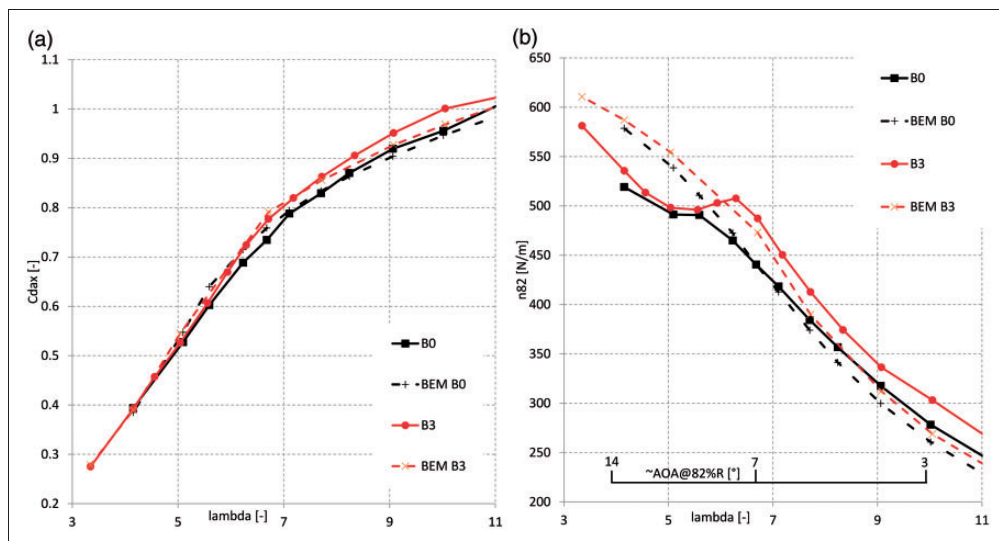 (a)
Cdax [-]
1.1
1
0.9
0.8
0.7
0.6
0.5
0.4
0.3
0.2
3
5
7
9
11
lambda [-]
B0
BEM B0
B3
BEM B3
(b)
n82 [N/m]
650
600
550
500
450
400
350
300
250
200
3
5
7
9
11
lambda [-]
B0
BEM B0
B3
BEM B3
14
7
3
~AOA@82%R [°]